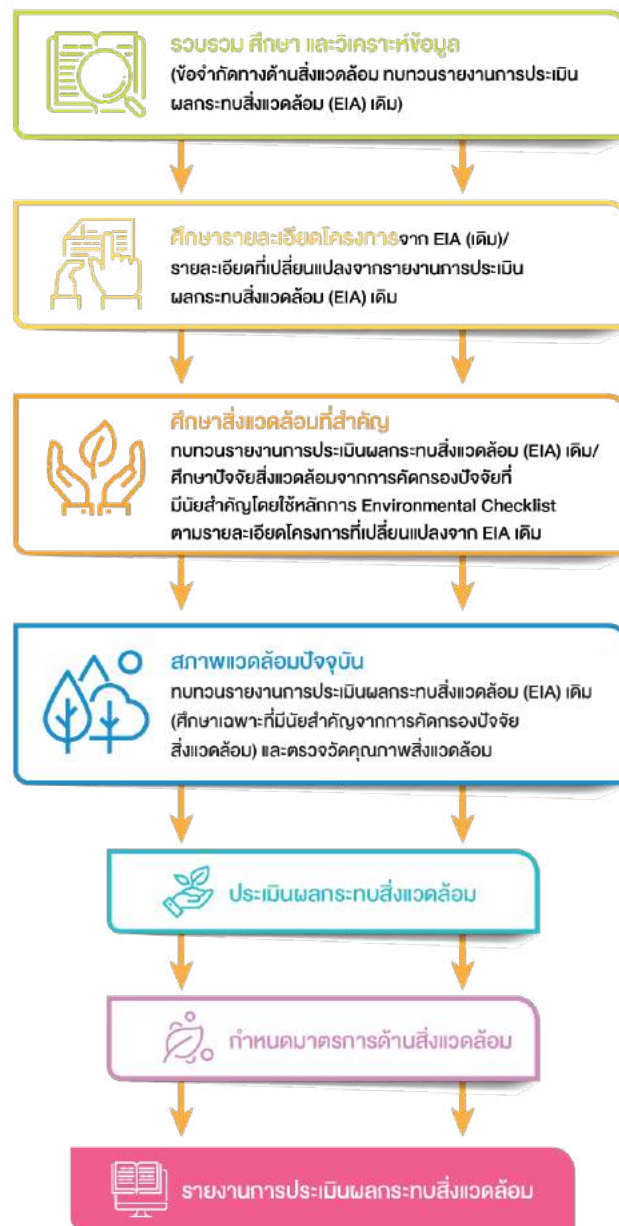 รวบรวม ศึกษา และวิเคราะห์ข้อมูล
(ข้อจำกัดทางด้านสิ่งแวดล้อม ทบทวนรายงานการประเมิน
ผลกระทบสิ่งแวดล้อม (EIA) เดิม)
ศึกษารายละเอียดโครงการจาก EIA (เดิม)/
รายละเอียดที่เปลี่ยนแปลงจากรายงานการประเมิน
ผลกระทบสิ่งแวดล้อม (EIA) เดิม
ศึกษาสิ่งแวดล้อมที่สำคัญ
ทบทวนรายงานการประเมินผลกระทบสิ่งแวดล้อม (EIA) เดิม/
ศึกษาปัจจัยสิ่งแวดล้อมจากการคัดกรองปัจจัยที่
มีนัยสำคัญโดยใช้หลักการ Environmental Checklist
ตามรายละเอียดโครงการที่เปลี่ยนแปลงจาก EIA เดิม
สภาพแวดล้อมปัจจุบัน
ทบทวนรายงานการประเมินผลกระทบสิ่งแวดล้อม (EIA) เดิม
(ศึกษาเฉพาะที่มีนัยสำคัญจากการคัดกรองปัจจัย
สิ่งแวดล้อม) และตรวจวัดคุณภาพสิ่งแวดล้อม
ประเมินผลกระทบสิ่งแวดล้อม
กำหนดมาตรการด้านสิ่งแวดล้อม
รายงานการประเมินผลกระทบสิ่งแวดล้อม